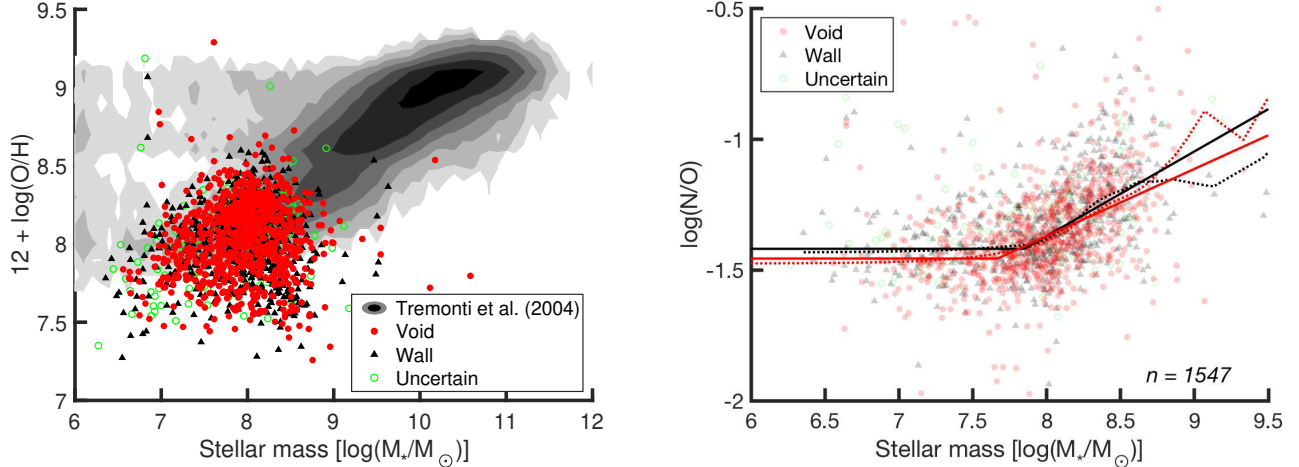 9.5
9
8.5
8
7.5
7
12 + log(O/H)
Tremonti et al. (2004)
Void
Wall
Uncertain
6 7 8 9 10 11 12
Stellar mass [log(M*/M⊙)]
-0.5
-1
-1.5
-2
log(N/O)
Void
Wall
Uncertain
n = 1547
6 6.5 7 7.5 8 8.5 9 9.5
Stellar mass [log(M*/M⊙)]